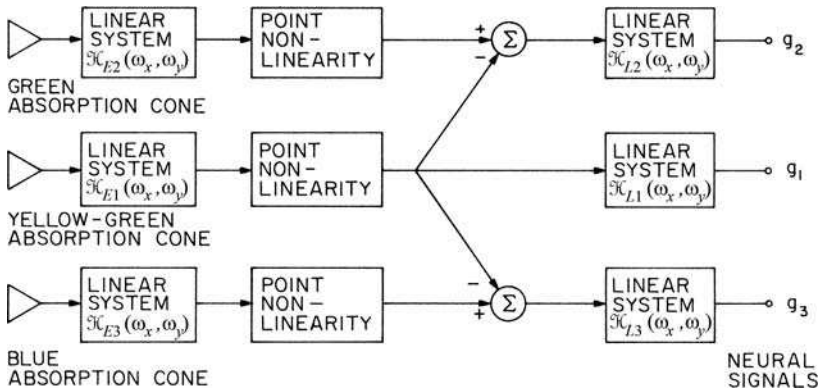 LINEAR
SYSTEM
ℋE2(ωx,ωy)
POINT
NON-
LINEARITY
+
−
Σ
LINEAR
SYSTEM
ℋL2(ωx,ωy)
g2
GREEN
ABSORPTION CONE
LINEAR
SYSTEM
ℋE1(ωx,ωy)
POINT
NON-
LINEARITY
LINEAR
SYSTEM
ℋL1(ωx,ωy)
g1
YELLOW-GREEN
ABSORPTION CONE
LINEAR
SYSTEM
ℋE3(ωx,ωy)
POINT
NON-
LINEARITY
−
+
Σ
LINEAR
SYSTEM
ℋL3(ωx,ωy)
g3
BLUE
ABSORPTION CONE
NEURAL
SIGNALS